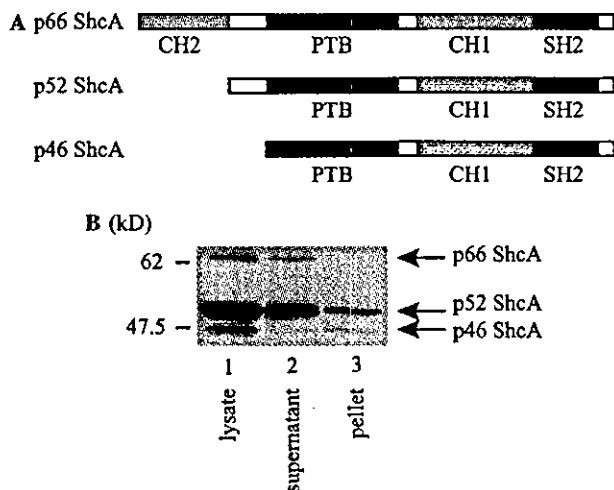 A p66 ShcA
CH2 PTB CH1 SH2
p52 ShcA
PTB CH1 SH2
p46 ShcA
PTB CH1 SH2
B (kD)
62 – p66 ShcA
p52 ShcA
47.5 – p46 ShcA
1 2 3
lysate
supernatant
pellet